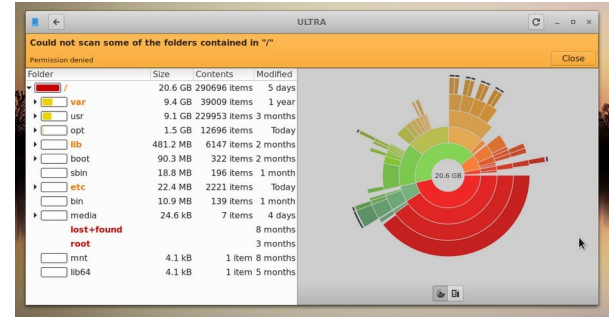 ULTRA
Could not scan some of the folders contained in "/"
Permission denied
Close
Folder Size Contents Modified
/ 20.6 GB 290696 items 5 days
var 9.4 GB 39009 items 1 year
usr 9.1 GB 229953 items 3 months
opt 1.5 GB 12696 items Today
lib 481.2 MB 6147 items 2 months
boot 90.3 MB 322 items 2 months
sbin 18.8 MB 196 items 1 month
etc 22.4 MB 2221 items Today
bin 10.9 MB 139 items 1 month
media 24.6 kB 7 items 4 days
lost+found 8 months
root 3 months
mnt 4.1 kB 1 item 8 months
lib64 4.1 kB 1 item 5 months
20.6 GB